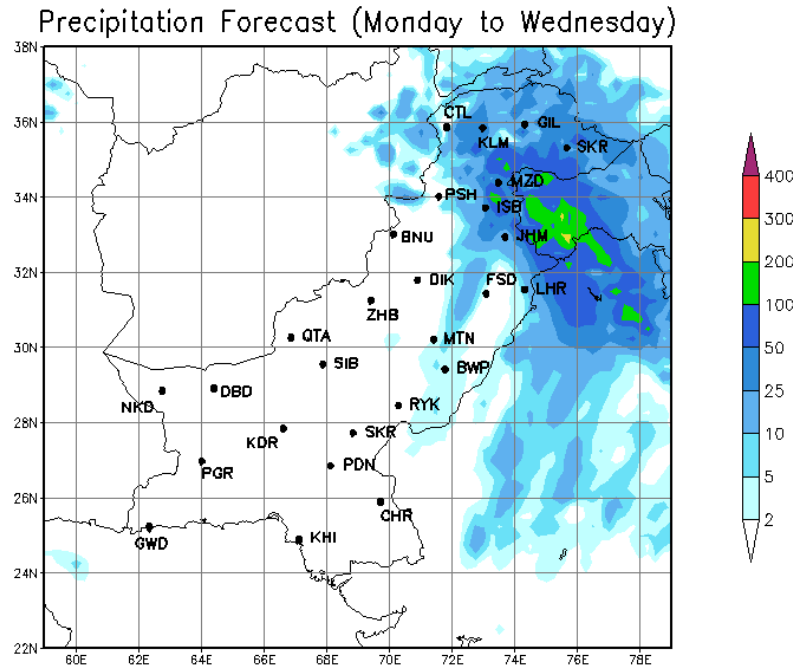 Precipitation Forecast (Monday to Wednesday)
38N
36N
34N
32N
30N
28N
26N
24N
22N
60E
62E
64E
66E
68E
70E
72E
74E
76E
78E
CTL
GIL
KLM
SKR
MZD
PSH
ISB
BNU
JHM
DIK
FSD
LHR
ZHB
QTA
MTN
SIB
BWP
DBD
NKD
RYK
KDR
SKR
PGR
PDN
CHR
GWD
KHI
400
300
200
100
50
25
10
5
2